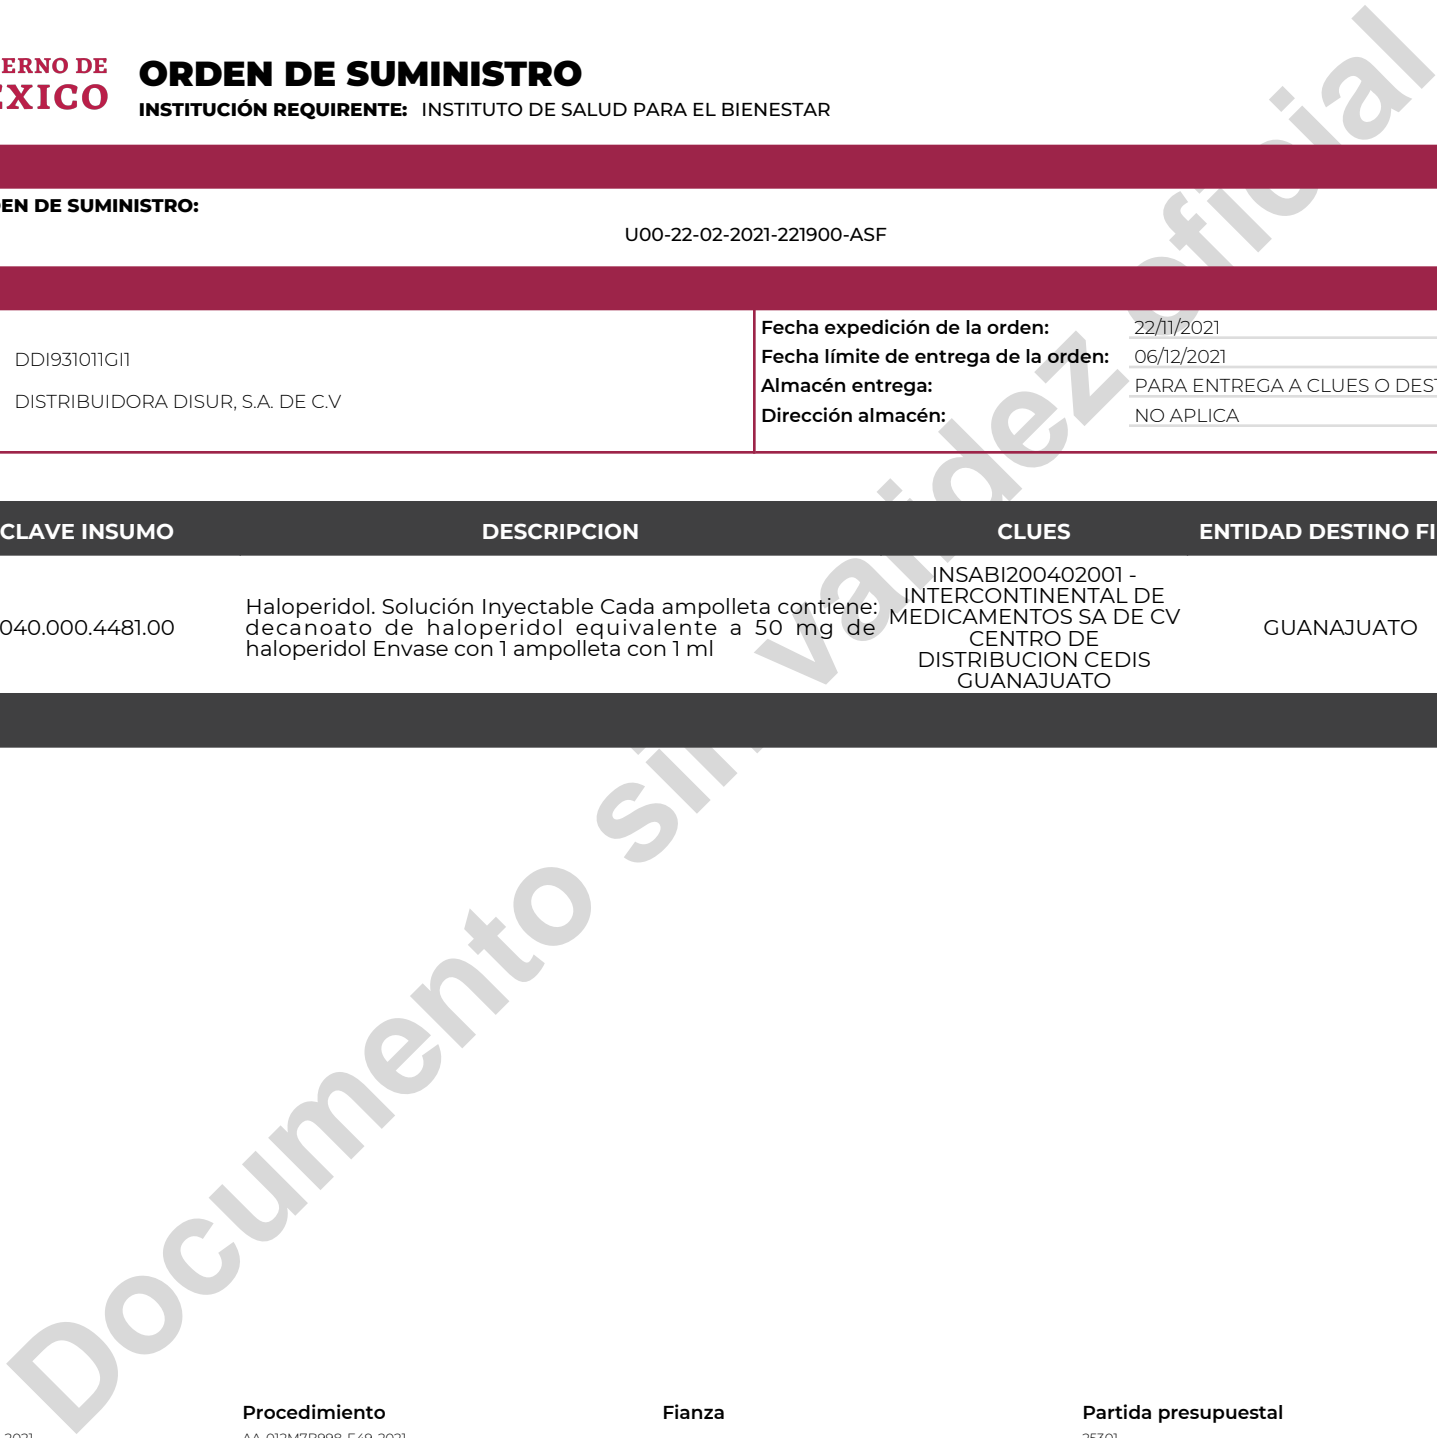 ERNO DE
ORDEN DE SUMINISTRO
INSTITUCIÓN REQUIRENTE: INSTITUTO DE SALUD PARA EL BIENESTAR
EN DE SUMINISTRO:
U00-22-02-2021-221900-ASF
DDI931011GI1
DISTRIBUIDORA DISUR, S.A. DE C.V
Fecha expedición de la orden: 22/11/2021
Fecha límite de entrega de la orden: 06/12/2021
Almacén entrega: PARA ENTREGA A CLUES O DEST
Dirección almacén: NO APLICA
CLAVE INSUMO DESCRIPCION CLUES ENTIDAD DESTINO FI
040.000.4481.00
Haloperidol. Solución Inyectable Cada ampolleta contiene:
decanoato de haloperidol equivalente a 50 mg de
haloperidol Envase con 1 ampolleta con 1 ml
INSABI200402001 -
INTERCONTINENTAL DE
MEDICAMENTOS SA DE CV
CENTRO DE
DISTRIBUCION CEDIS
GUANAJUATO
GUANAJUATO
Documento sin validez oficial
Procedimiento Fianza Partida presupuestal